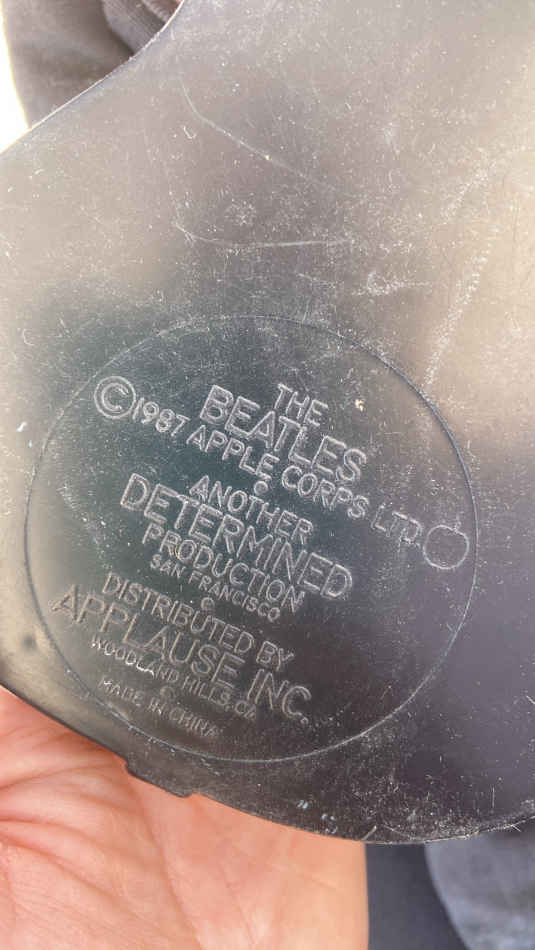 THE
BEATLES
©1987 APPLE CORPS LTD.
ANOTHER
DETERMINED
PRODUCTION
SAN FRANCISCO
DISTRIBUTED BY
APPLAUSE INC.
WOODLAND HILLS, CA
MADE IN CHINA